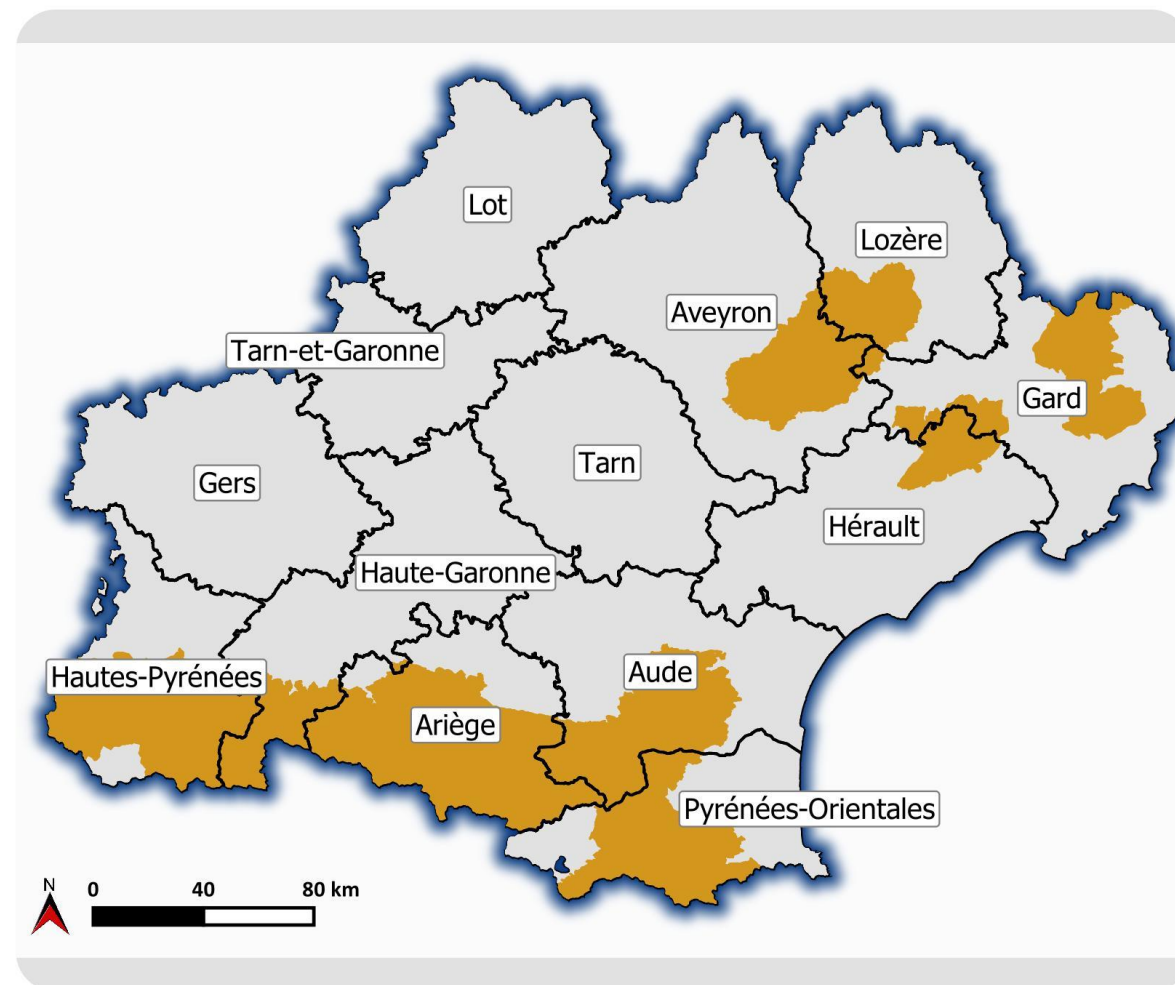 Lot
Lozère
Aveyron
Tarn-et-Garonne
Gard
Tarn
Gers
Hérault
Haute-Garonne
Hautes-Pyrénées
Aude
Ariège
Pyrénées-Orientales
N
0 40 80 km